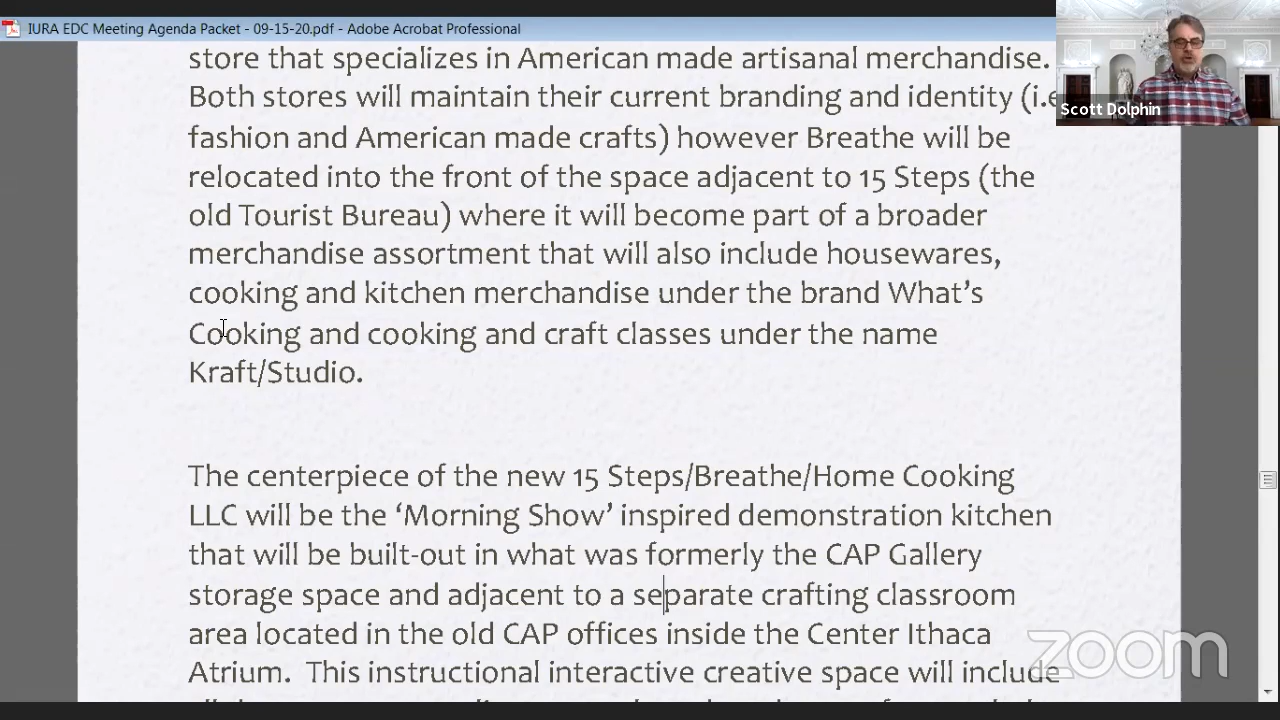 IURA EDC Meeting Agenda Packet - 09-15-20.pdf - Adobe Acrobat Professional
Scott Dolphin
store that specializes in American made artisanal merchandise.
Both stores will maintain their current branding and identity (i.e
fashion and American made crafts) however Breathe will be
relocated into the front of the space adjacent to 15 Steps (the
old Tourist Bureau) where it will become part of a broader
merchandise assortment that will also include housewares,
cooking and kitchen merchandise under the brand What's
Cooking and cooking and craft classes under the name
Kraft/Studio.
The centerpiece of the new 15 Steps/Breathe/Home Cooking
LLC will be the ‘Morning Show’ inspired demonstration kitchen
that will be built-out in what was formerly the CAP Gallery
storage space and adjacent to a separate crafting classroom
area located in the old CAP offices inside the Center Ithaca
Atrium. This instructional interactive creative space will include
zoom